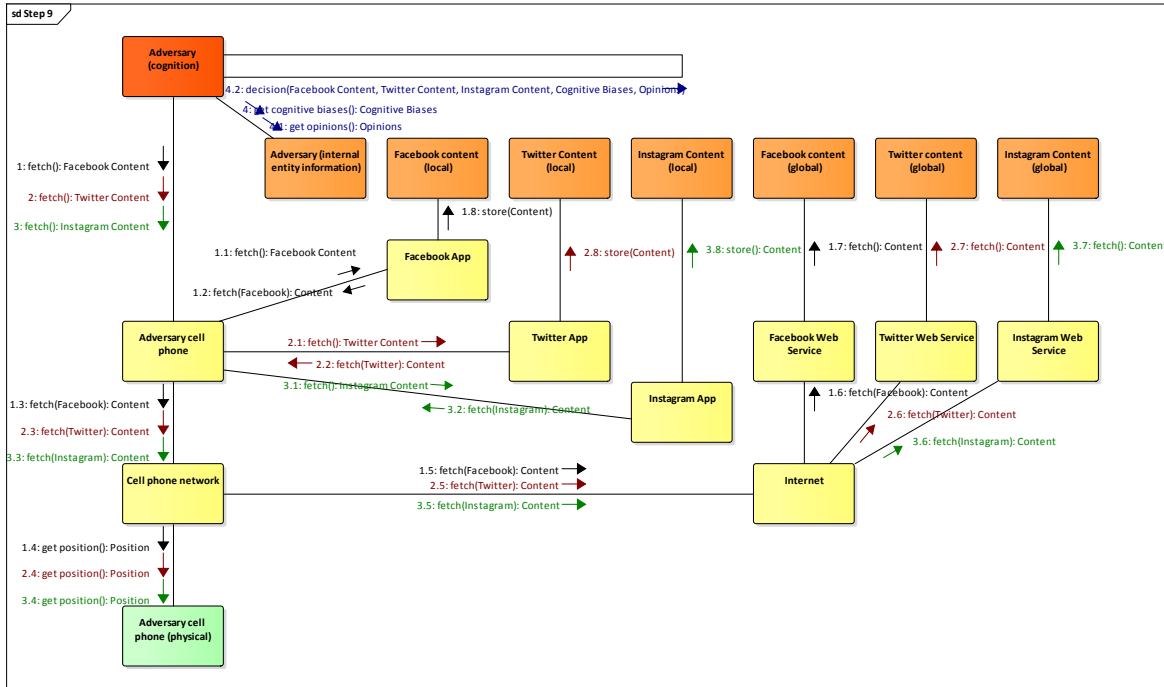 sd Step 9
Adversary
(cognition)
4.2: decision(Facebook Content, Twitter Content, Instagram Content, Cognitive Biases, Opinions)
4: get cognitive biases(): Cognitive Biases
4.1: get opinions(): Opinions
Adversary (internal
entity information)
Facebook content
(local)
Twitter Content
(local)
Instagram Content
(local)
Facebook content
(global)
Twitter content
(global)
Instagram Content
(global)
1: fetch(): Facebook Content
2: fetch(): Twitter Content
3: fetch(): Instagram Content
1.8: store(Content)
1.1: fetch(): Facebook Content
Facebook App
2.8: store(Content)
3.8: store(): Content
1.7: fetch(): Content
2.7: fetch(): Content
3.7: fetch(): Content
1.2: fetch(Facebook): Content
Adversary cell
phone
2.1: fetch(): Twitter Content
2.2: fetch(Twitter): Content
Twitter App
Facebook Web
Service
Twitter Web Service
Instagram Web
Service
3.1: fetch(): Instagram Content
3.2: fetch(Instagram): Content
Instagram App
1.6: fetch(Facebook): Content
2.6: fetch(Twitter): Content
3.6: fetch(Instagram): Content
1.3: fetch(Facebook): Content
2.3: fetch(Twitter): Content
3.3: fetch(Instagram): Content
Cell phone network
1.5: fetch(Facebook): Content
2.5: fetch(Twitter): Content
3.5: fetch(Instagram): Content
Internet
1.4: get position(): Position
2.4: get position(): Position
3.4: get position(): Position
Adversary cell
phone (physical)